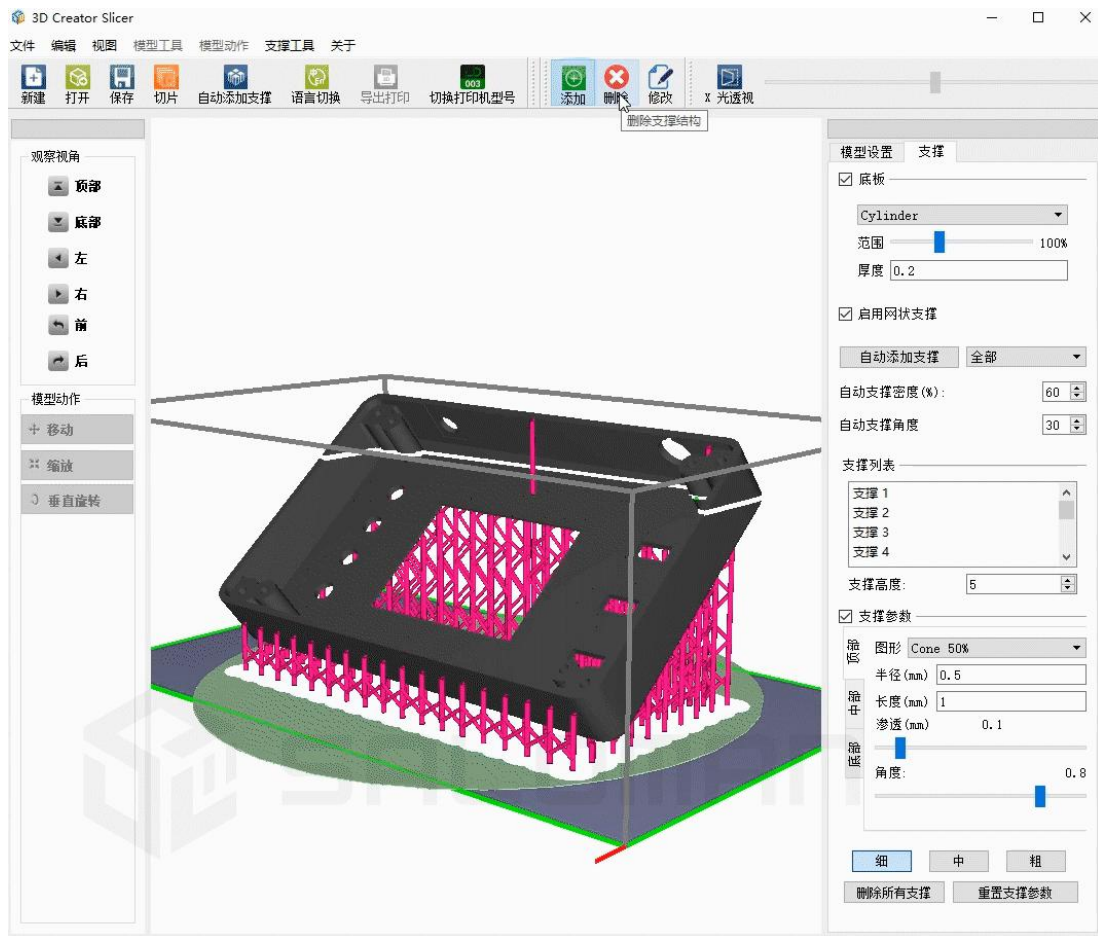 3D Creator Slicer
文件 编辑 视图 模型工具 模型动作 支撑工具 关于
003
新建 打开 保存 切片 自动添加支撑 语言切换 导出打印 切换打印机型号 添加 删除 修改 X 光透视
删除支撑结构
观察视角
顶部
底部
左
右
前
后
模型动作
移动
缩放
垂直旋转
模型设置 支撑
底板
Cylinder
范围 100%
厚度 0.2
启用网状支撑
自动添加支撑 全部
自动支撑密度(%): 60
自动支撑角度 30
支撑列表
支撑 1
支撑 2
支撑 3
支撑 4
支撑高度: 5
支撑参数
顶部
中部
底部
图形 Cone 50%
半径(mm) 0.5
长度(mm) 1
渗透(mm) 0.1
角度: 0.8
细 中 粗
删除所有支撑 重置支撑参数